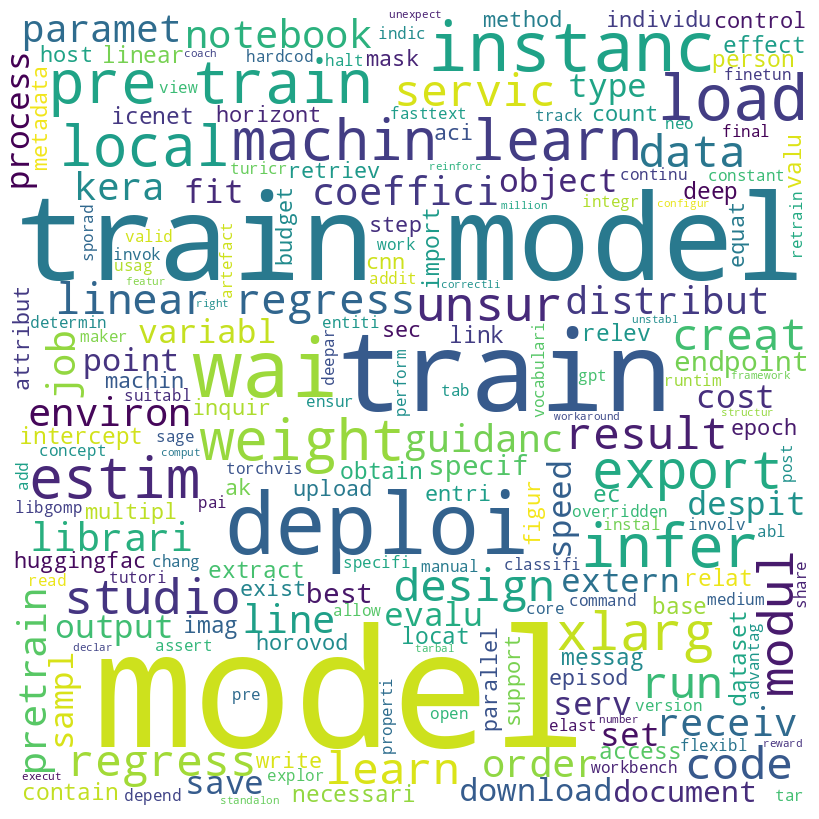 unexpect
paramet notebook indic instanc method individu control
host linear coach hardcod halt mask effect
pre train view servic type person finetun load
process metadata icenet horizont fasttext track count neo final
local machin learn aci data continu valu
turicr retriev reinforc integr constant
kera fit coeffici object million deep configur
train model
sporad valid invok usag artefact budget step work cnn addit import correctli equat retrain
featur right
attribut linear regress unsur distribut
determin maker variabl entiti sec link relev unstabl creat
job point machin suitabl wai deepar train perform tab vocabulari gpt runtim endpoint framework
environ inquir ensur workaround cost structur
intercept sage weight guidanc result epoch
concept comput torchvis obtain specif ec export post
add estim ak upload entri figur speed overridden
libgomp multipl pai deploi instal despit involv abl
librari specifi manual classifi infer
huggingfac chang extract design extern relat
read tutori studio exist best allow core command base medium modul share
pretrain declar output line evalu xlarg dataset advantag
assert imag horovod locat parallel support messag
sampl pre model tarbal episod run
properti open serv elast number version receiv
regress write learn order access set flexibl reward
execut save explor workbench code
contain depend standalon necessari download document tar